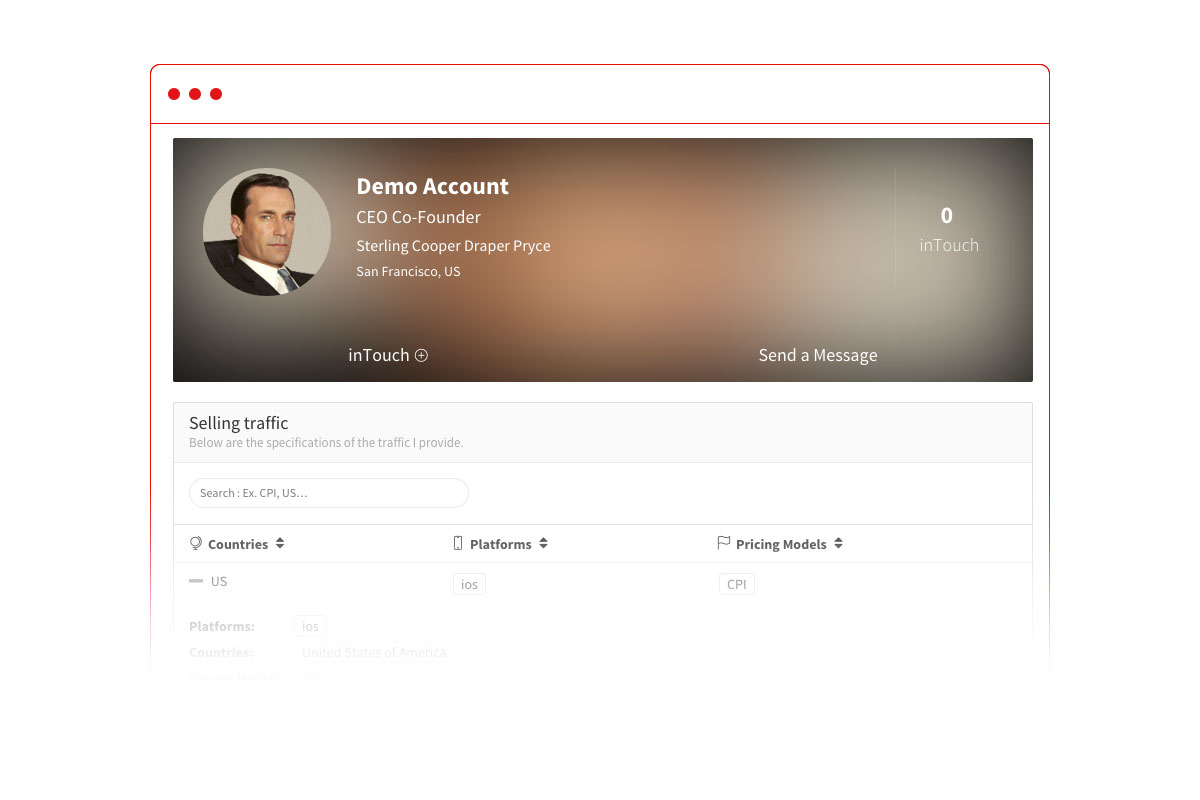 Demo Account
CEO Co-Founder
Sterling Cooper Draper Pryce
San Francisco, US
0
inTouch
inTouch
Send a Message
Selling traffic
Below are the specifications of the traffic I provide.
Search : Ex. CPI, US...
Countries Platforms Pricing Models
US ios CPI
Platforms: ios
Countries: United States of America